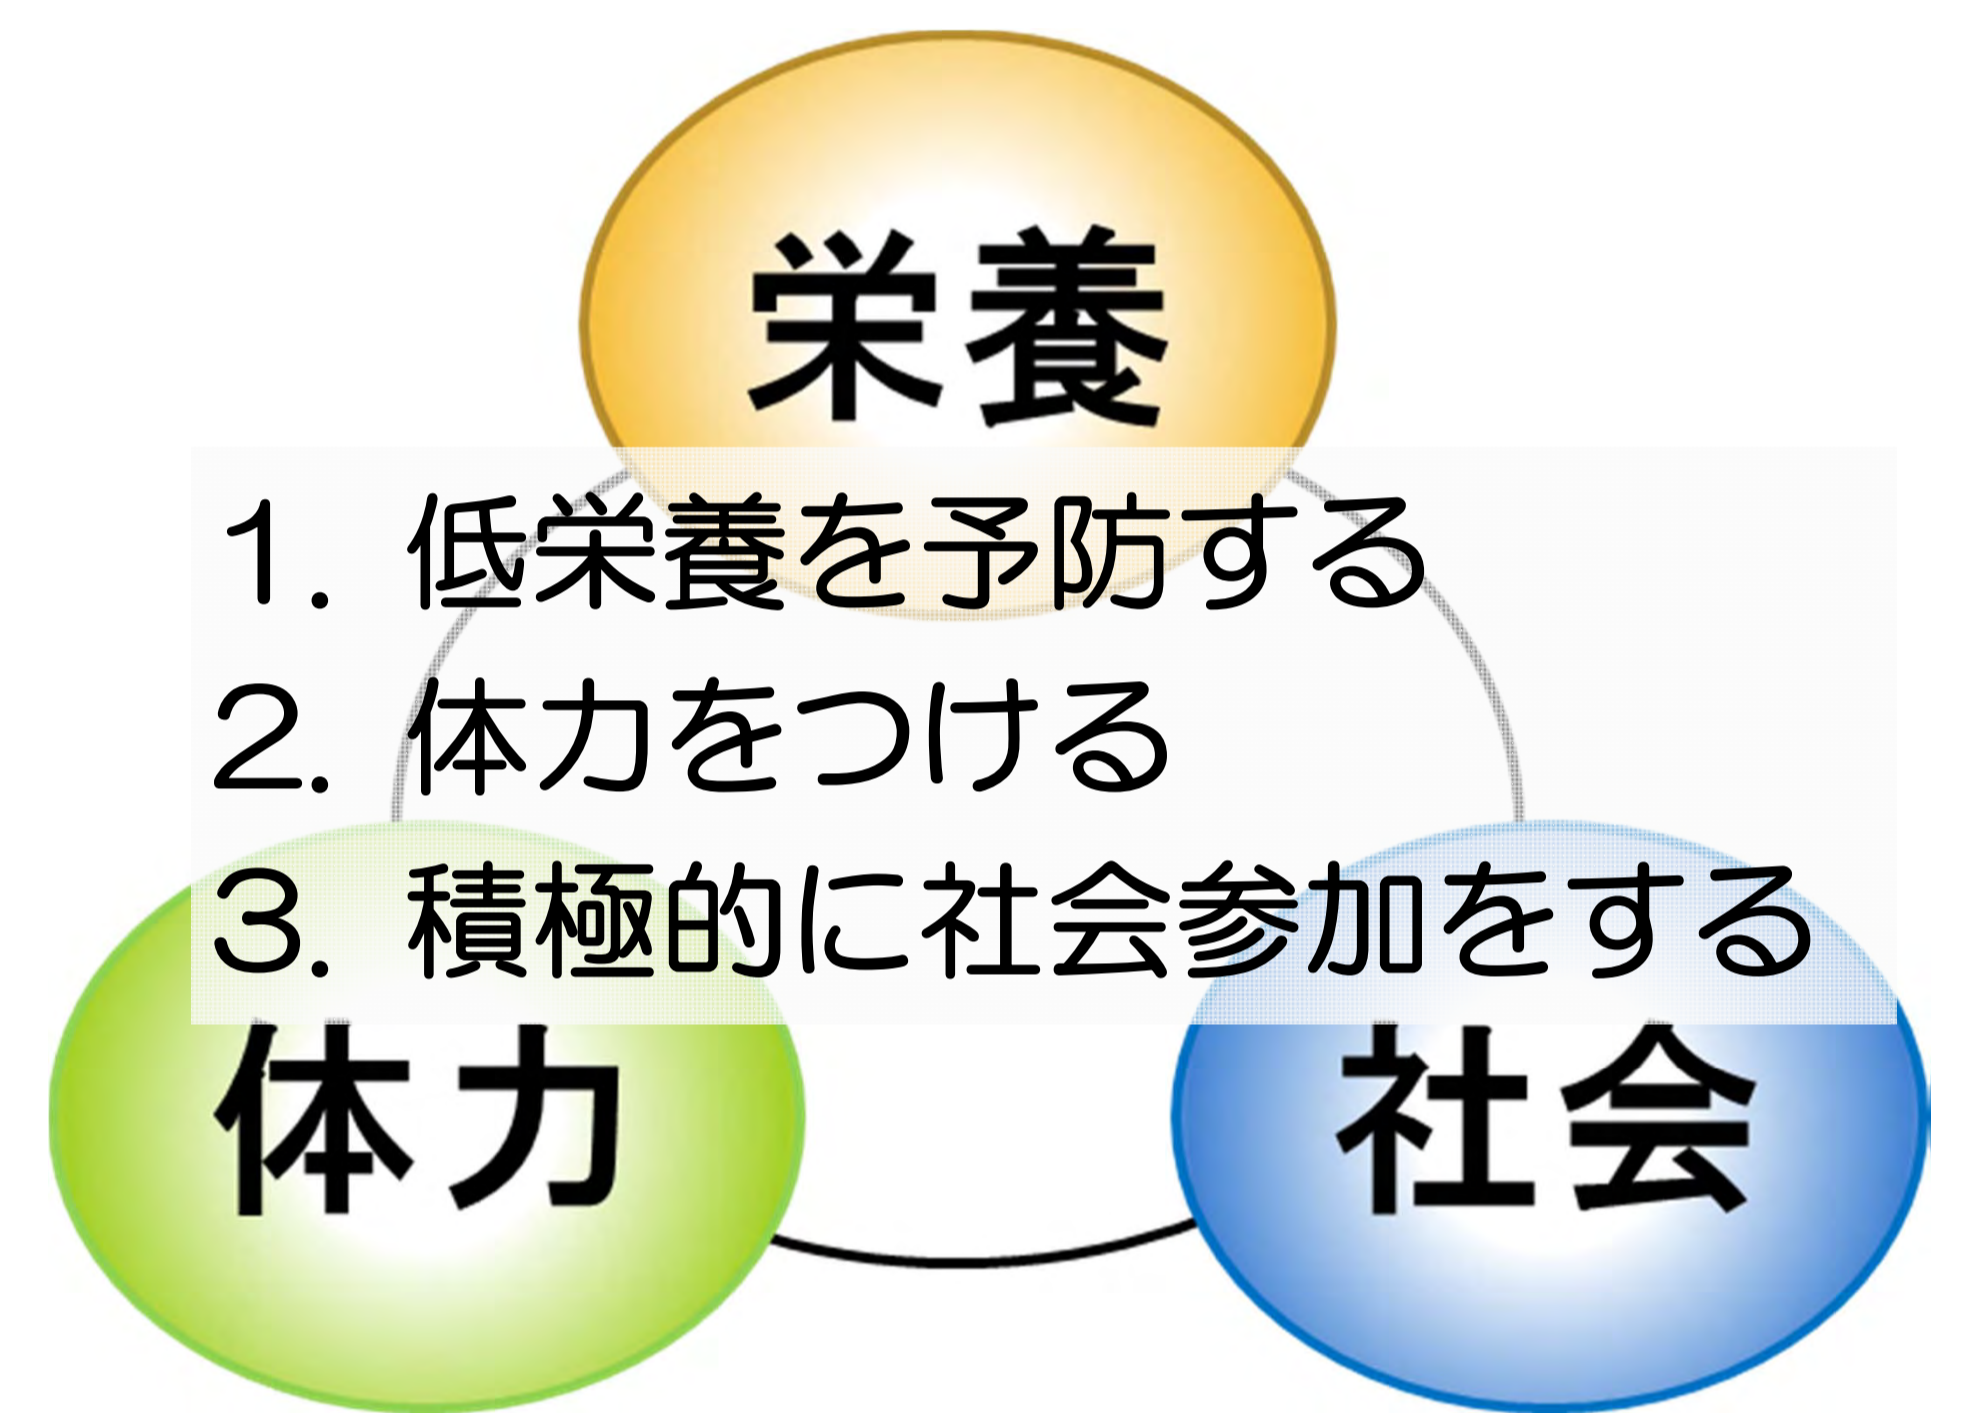 栄養
1. 低栄養を予防する
2. 体力をつける
3. 積極的に社会参加をする
体力
社会